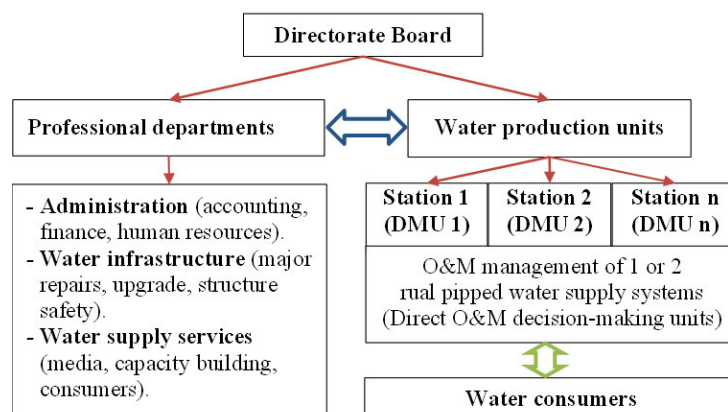 Directorate Board
Professional departments
Water production units
- Administration (accounting,
finance, human resources).
- Water infrastructure (major
repairs, upgrade, structure
safety).
- Water supply services
(media, capacity building,
consumers).
Station 1
(DMU 1)
Station 2
(DMU 2)
Station n
(DMU n)
O&M management of 1 or 2
rual pipped water supply systems
(Direct O&M decision-making units)
Water consumers